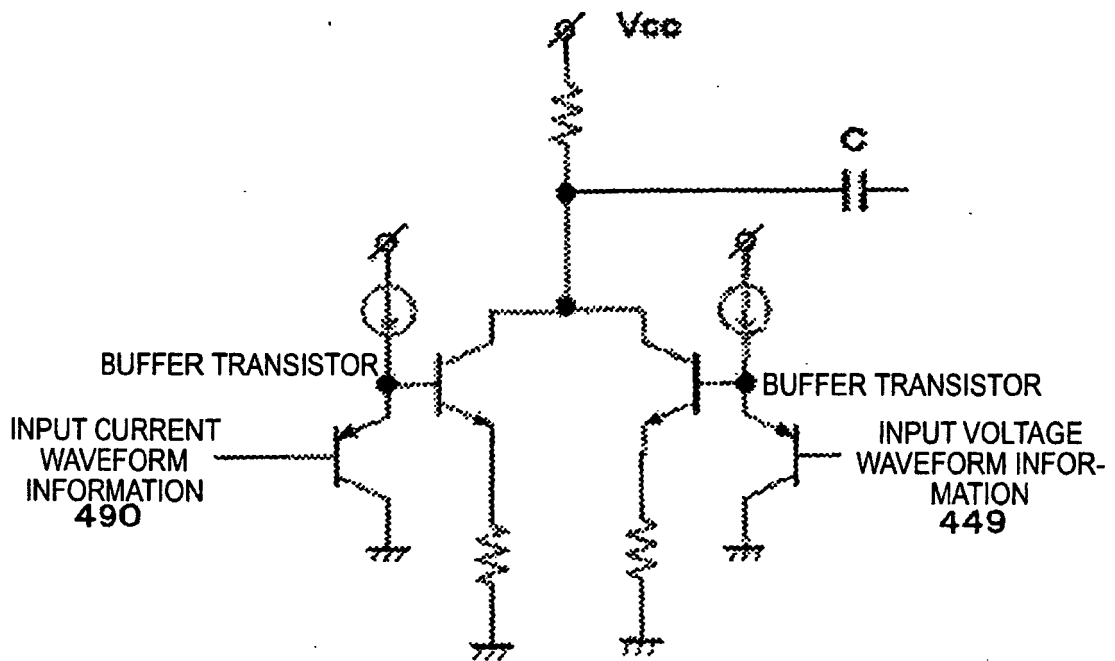 Vcc
C
BUFFER TRANSISTOR
BUFFER TRANSISTOR
INPUT CURRENT
WAVEFORM
INFORMATION
490
INPUT VOLTAGE
WAVEFORM INFOR-
MATION
449